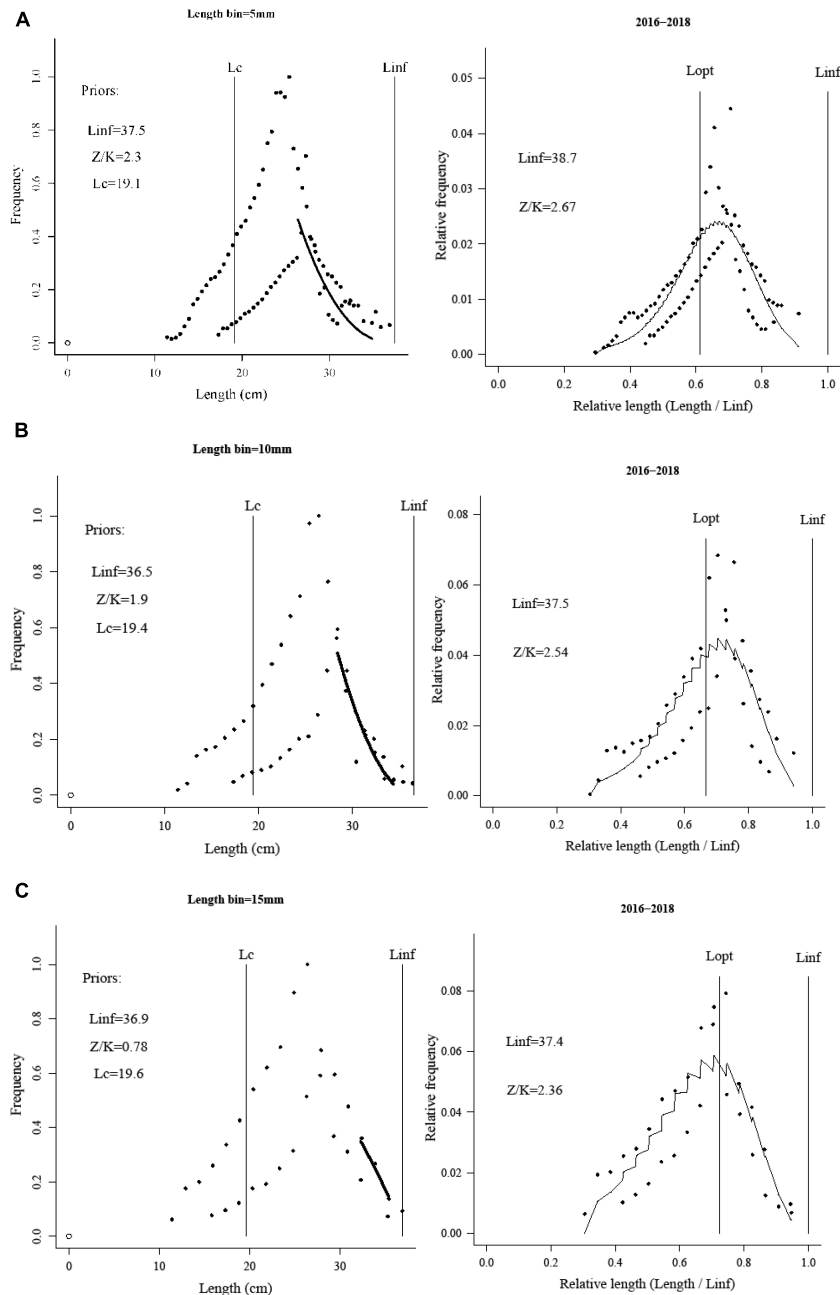 A
Length bin=5mm
Lc
Linf
Priors:
Linf=37.5
Z/K=2.3
Lc=19.1
Frequency
0.0 0.2 0.4 0.6 0.8 1.0
0 10 20 30
Length (cm)
2016–2018
Lopt
Linf
Linf=38.7
Z/K=2.67
Relative frequency
0.05
0.04
0.03
0.02
0.01
0.00
0.0 0.2 0.4 0.6 0.8 1.0
Relative length (Length / Linf)
B
Length bin=10mm
Lc
Linf
Priors:
Linf=36.5
Z/K=1.9
Lc=19.4
Frequency
0.0 0.2 0.4 0.6 0.8 1.0
0 10 20 30
Length (cm)
2016–2018
Lopt
Linf
Linf=37.5
Z/K=2.54
Relative frequency
0.08
0.06
0.04
0.02
0.00
0.0 0.2 0.4 0.6 0.8 1.0
Relative length (Length / Linf)
C
Length bin=15mm
Lc
Linf
Priors:
Linf=36.9
Z/K=0.78
Lc=19.6
Frequency
0.0 0.2 0.4 0.6 0.8 1.0
0 10 20 30
Length (cm)
2016–2018
Lopt
Linf
Linf=37.4
Z/K=2.36
Relative frequency
0.08
0.06
0.04
0.02
0.00
0.0 0.2 0.4 0.6 0.8 1.0
Relative length (Length / Linf)